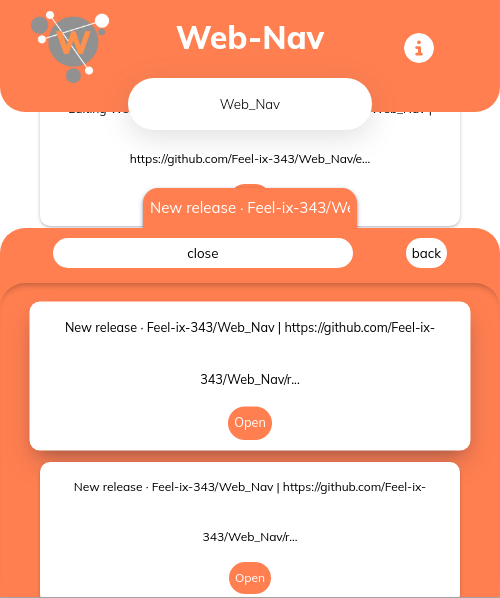 W
Web-Nav
Web_Nav
https://github.com/Feel-ix-343/Web_Nav/e...
New release · Feel-ix-343/We
close
back
New release · Feel-ix-343/Web_Nav | https://github.com/Feel-ix-
343/Web_Nav/r...
Open
New release · Feel-ix-343/Web_Nav | https://github.com/Feel-ix-
343/Web_Nav/r...
Open